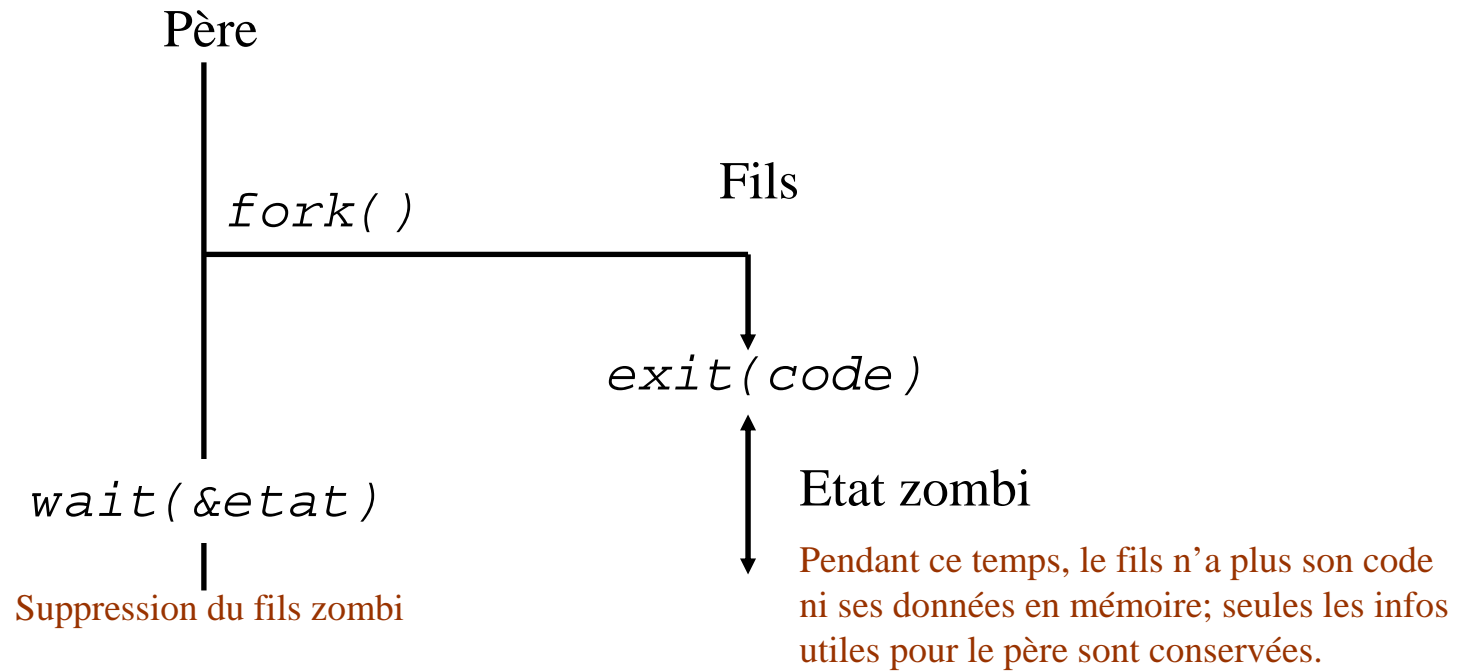 Père
Fils
fork()
exit(code)
wait(&etat)
Etat zombi
Pendant ce temps, le fils n’a plus son code
ni ses données en mémoire; seules les infos
utiles pour le père sont conservées.
Suppression du fils zombi